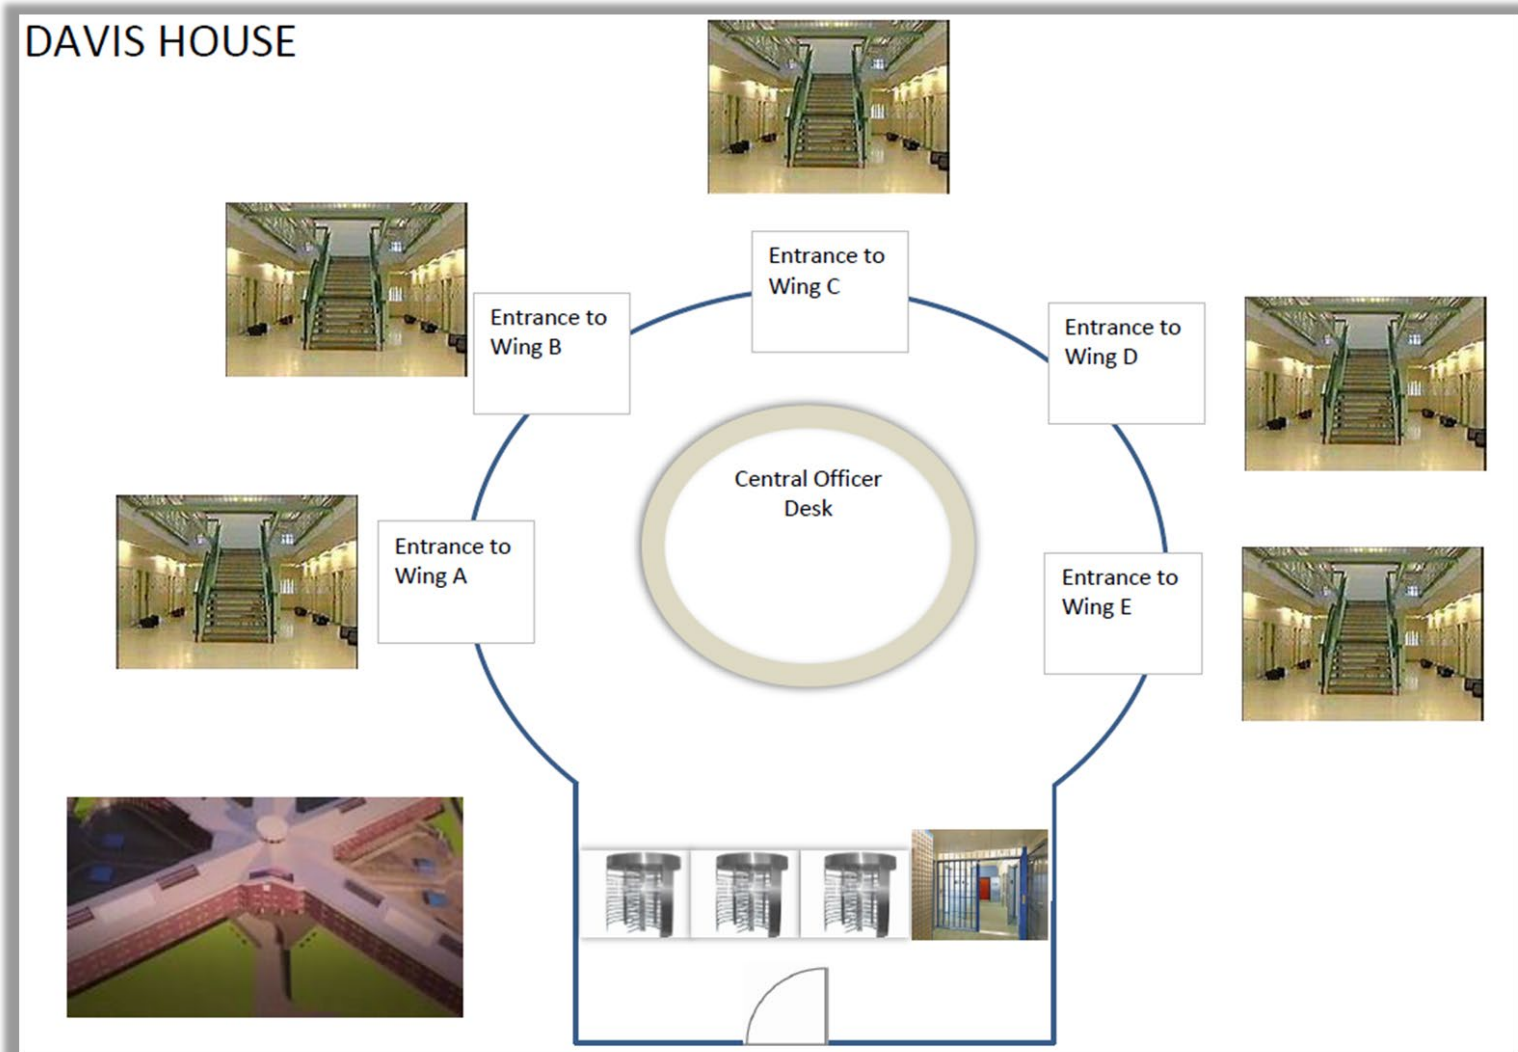 DAVIS HOUSE
Entrance to
Wing C
Entrance to
Wing B
Entrance to
Wing D
Central Officer
Desk
Entrance to
Wing A
Entrance to
Wing E